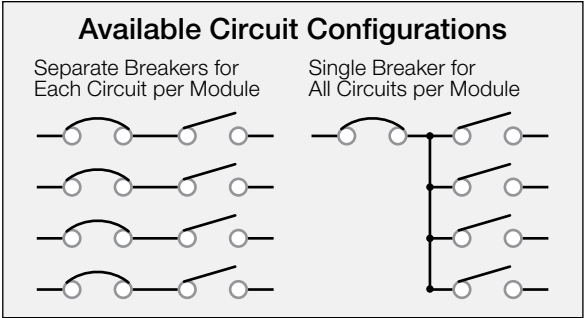 Available Circuit Configurations
Separate Breakers for
Each Circuit per Module
Single Breaker for
All Circuits per Module